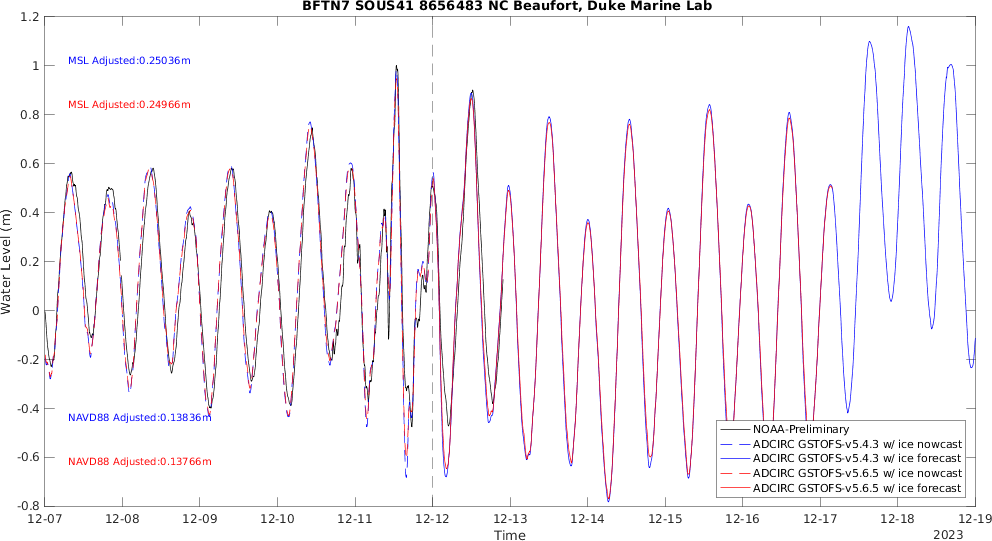 BFTN7 SOUS41 8656483 NC Beaufort, Duke Marine Lab
1.2
1
0.8
0.6
0.4
0.2
0
-0.2
-0.4
-0.6
-0.8
Water Level (m)
MSL Adjusted:0.25036m
MSL Adjusted:0.24966m
NAVD88 Adjusted:0.13836m
NAVD88 Adjusted:0.13766m
NOAA-Preliminary
ADCIRC GSTOFS-v5.4.3 w/ ice nowcast
ADCIRC GSTOFS-v5.4.3 w/ ice forecast
ADCIRC GSTOFS-v5.6.5 w/ ice nowcast
ADCIRC GSTOFS-v5.6.5 w/ ice forecast
12-07 12-08 12-09 12-10 12-11 12-12 12-13 12-14 12-15 12-16 12-17 12-18 12-19
Time
2023